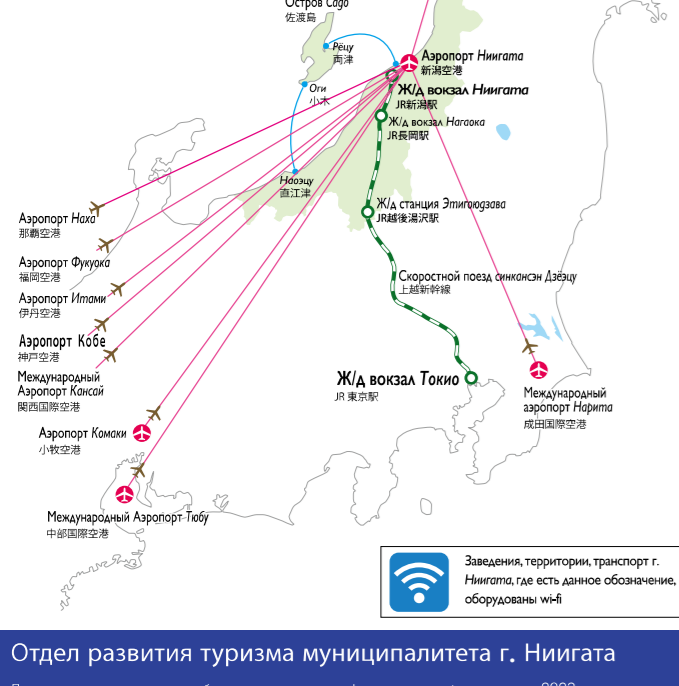 Остров Садо
佐渡島
Рёцу
両津
Аэропорт Ниигата
新潟空港
Оги
小木
Ж/д вокзал Ниигата
JR新潟駅
Ж/д вокзал Нагаока
JR長岡駅
Наоэцу
直江津
Ж/д станция Этигоюдзава
JR越後湯沢駅
Аэропорт Наха
那覇空港
Аэропорт Фукуока
福岡空港
Аэропорт Итами
伊丹空港
Скоростной поезд синкансэн Дзёэцу
上越新幹線
Аэропорт Кобе
神戸空港
Международный
Аэропорт Кансай
関西国際空港
Ж/д вокзал Токио
JR 東京駅
Международный
аэропорт Нарита
成田国際空港
Аэропорт Комаки
小牧空港
Международный Аэропорт Тюбу
中部国際空港
Заведения, территории, транспорт г.
Ниигата, где есть данное обозначение,
оборудованы wi-fi
Отдел развития туризма муниципалитета г. Ниигата